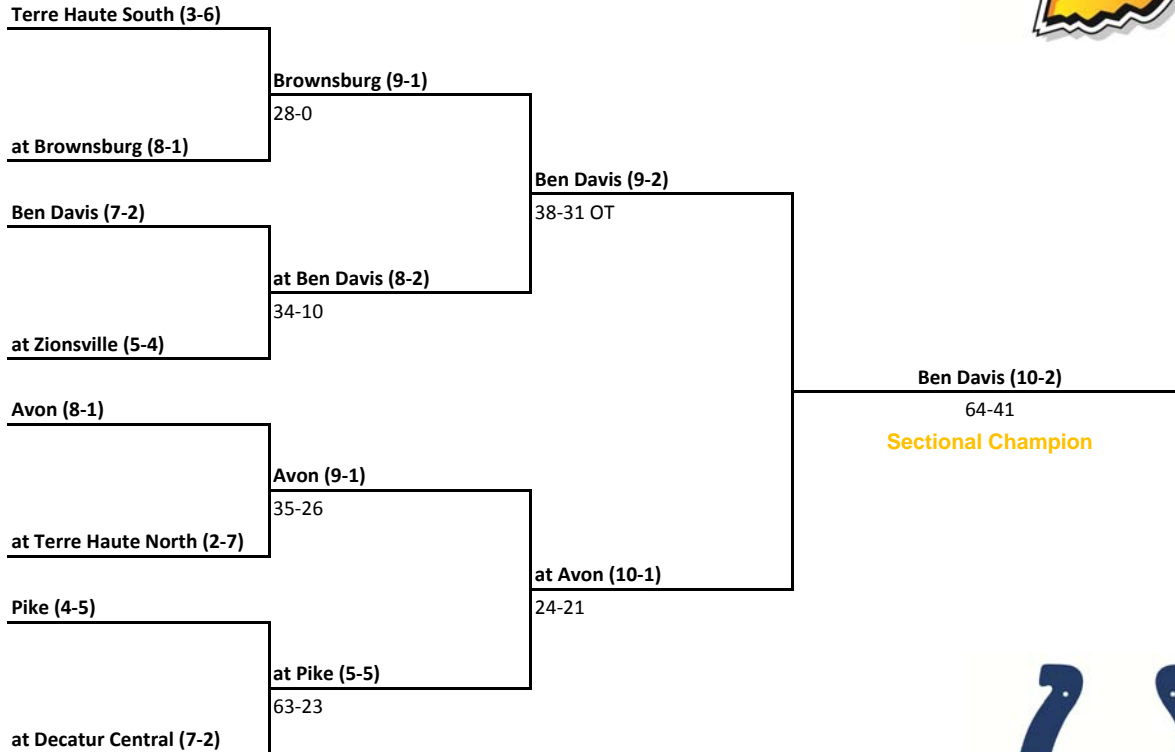 Terre Haute South (3-6)
Brownsburg (9-1)
28-0
at Brownsburg (8-1)
Ben Davis (9-2)
38-31 OT
Ben Davis (7-2)
at Ben Davis (8-2)
34-10
at Zionsville (5-4)
Ben Davis (10-2)
64-41
Sectional Champion
Avon (8-1)
Avon (9-1)
35-26
at Terre Haute North (2-7)
at Avon (10-1)
24-21
Pike (4-5)
at Pike (5-5)
63-23
at Decatur Central (7-2)